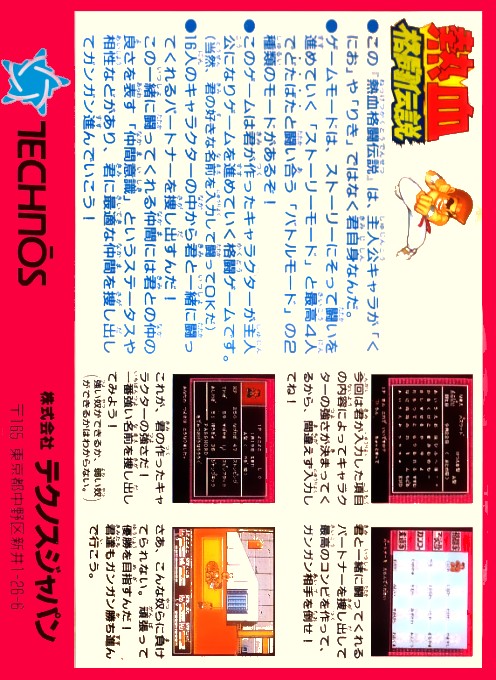 熱血
格闘伝説
●この『熱血格闘伝説』は、主人公キャラが「く
にお」や「りき」ではなく君自身なんだ。
●ゲームモードは、ストーリーにそって闘いを
進めていく「ストーリーモード」と最高4人
でどたばたと闘い合う「バトルモード」の2
種類のモードがあるぞ!
●このゲームは君が作ったキャラクターが主人
公になりゲームを進めていく格闘ゲームです。
(当然、君の好きな名前を入力して闘ってOKだ)
●16人のキャラクターの中から君と一緒に闘っ
てくれるパートナーを捜し出すんだ!
この一緒に闘ってくれる仲間には君との仲の
良さを表す「仲間意識」というステータスや
相性などがあり、君に最適な仲間を捜し出し
てガンガン進んでいこう!
今回は君が入力した項目
の内容によってキャラク
ターの強さが決まってく
るから、間違えず入力し
てね!
君と一緒に闘ってくれる
パートナーを捜し出して
最高のコンビを作って、
ガンガン相手を倒せ!
これが、君の作ったキャ
ラクターの強さだ!
一番強い名前を捜し出し
てみよう!
(強い奴ができるか、弱い奴
ができるかはわからない。)
さあ、こんな奴らに負け
てられない。頑張って
優勝を目指すんだ!
君達もガンガン勝ち進ん
で行こう。
TECHNŌS
株式会社 テクノスジャパン
〒165 東京都中野区新井1-26-6